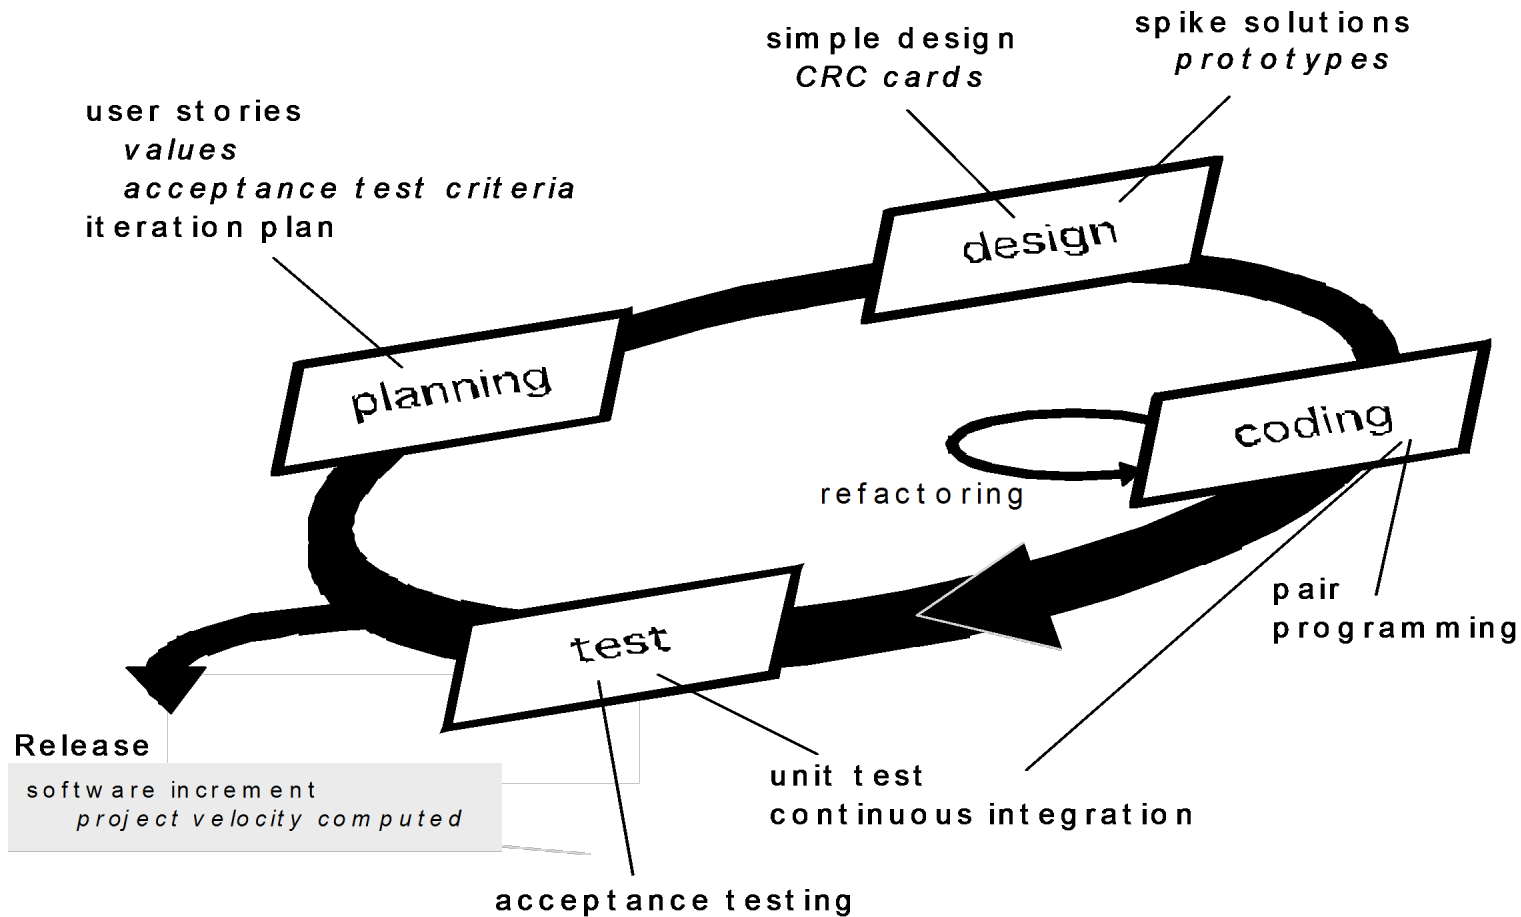 simple design
CRC cards
spike solutions
prototypes
user stories
values
acceptance test criteria
iteration plan
design
planning
coding
refactoring
pair
programming
test
Release
software increment
project velocity computed
unit test
continuous integration
acceptance testing